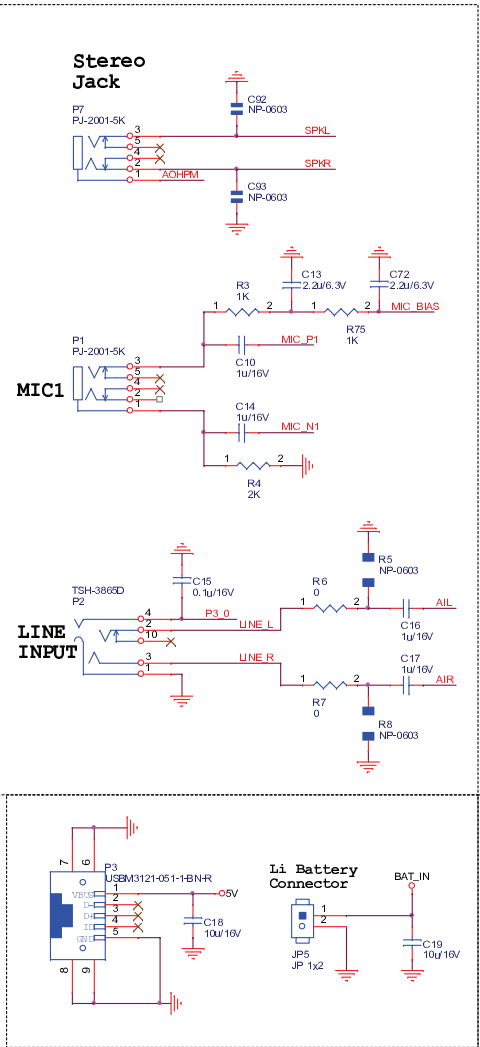 Stereo
Jack
P7
PJ-2001-5K
3
5
4
2
1
AOHPM
C92
NP-0603
SPKL
SPKR
C93
NP-0603
C13
2.2u/6.3V
C72
2.2u/6.3V
R3
1K
1
2
1
2
MIC_BIAS
R75
1K
P1
PJ-2001-5K
MIC1
3
5
4
2
1
MIC_P1
C10
1u/16V
C14
1u/16V
MIC_N1
1
2
R4
2K
TSH-3865D
P2
LINE
INPUT
4
2
10
3
1
C15
0.1u/16V
P3_0
LINE_L
LINE_R
R5
NP-0603
R6
0
1
2
AIL
C16
1u/16V
C17
1u/16V
AIR
1
2
R7
0
R8
NP-0603
7
6
P3
USBM3121-051-1-BN-R
VBUS
1
D-
2
D+
3
ID
4
GND
5
8
9
5V
C18
10u/16V
Li Battery
Connector
BAT_IN
1
2
JP5
JP 1x2
C19
10u/16V